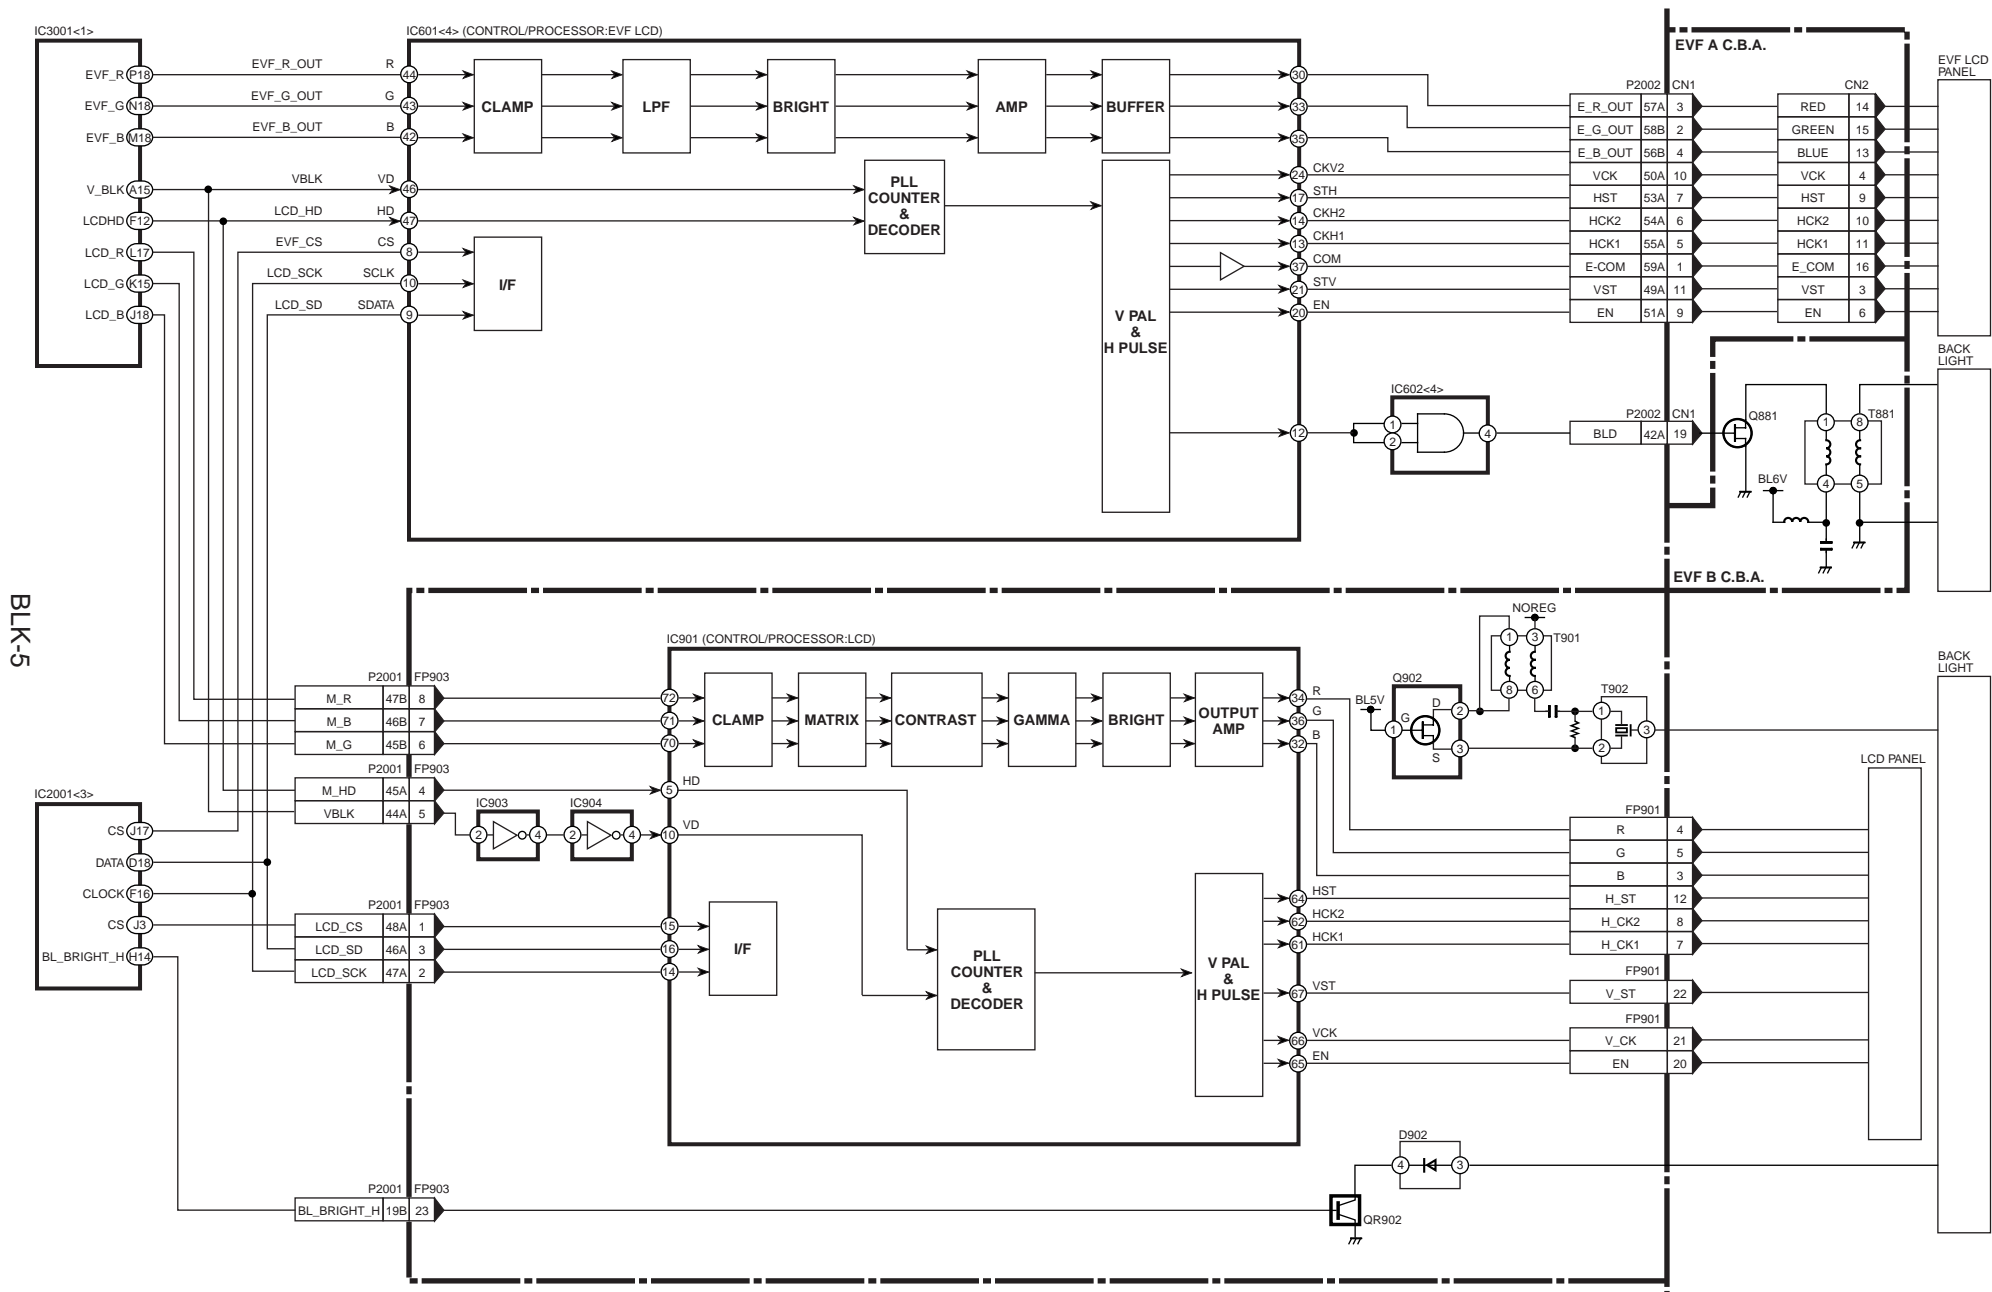 IC3001<1>
EVF_R P18
EVF_G N18
EVF_B M18
V_BLK A15
LCDHD F12
LCD_R L17
LCD_G K15
LCD_B J18
EVF_R_OUT R 44
EVF_G_OUT G 43
EVF_B_OUT B 42
VBLK VD 46
LCD_HD HD 47
EVF_CS CS 8
LCD_SCK SCLK 10
LCD_SD SDATA 9
IC601<4> (CONTROL/PROCESSOR:EVF LCD)
CLAMP
LPF
BRIGHT
AMP
BUFFER
PLL
COUNTER
&
DECODER
I/F
V PAL
&
H PULSE
30
33
35
24 CKV2
17 STH
14 CKH2
13 CKH1
37 COM
21 STV
20 EN
12
IC602<4>
1
2
4
EVF A C.B.A.
P2002 CN1
E_R_OUT 57A 3
E_G_OUT 58B 2
E_B_OUT 56B 4
VCK 50A 10
HST 53A 7
HCK2 54A 6
HCK1 55A 5
E-COM 59A 1
VST 49A 11
EN 51A 9
CN2
RED 14
GREEN 15
BLUE 13
VCK 4
HST 9
HCK2 10
HCK1 11
E_COM 16
VST 3
EN 6
EVF LCD
PANEL
BACK
LIGHT
P2002 CN1
BLD 42A 19
Q881
T881
1 8
4 5
BL6V
EVF B C.B.A.
BLK-5
IC2001<3>
CS J17
DATA D18
CLOCK F16
CS J3
BL_BRIGHT_H H14
P2001 FP903
M_R 47B 8
M_B 46B 7
M_G 45B 6
P2001 FP903
M_HD 45A 4
VBLK 44A 5
P2001 FP903
LCD_CS 48A 1
LCD_SD 46A 3
LCD_SCK 47A 2
P2001 FP903
BL_BRIGHT_H 19B 23
IC903
2 4
IC904
2 4
IC901 (CONTROL/PROCESSOR:LCD)
72
71
70
5 HD
10 VD
15
16
14
CLAMP
MATRIX
CONTRAST
GAMMA
BRIGHT
OUTPUT
AMP
I/F
PLL
COUNTER
&
DECODER
V PAL
&
H PULSE
34 R
36 G
32 B
64 HST
62 HCK2
61 HCK1
67 VST
66 VCK
65 EN
Q902
BL5V
1 G
D 2
S 3
NOREG
T901
1 3
8 6
T902
1
2
3
FP901
R 4
G 5
B 3
H_ST 12
H_CK2 8
H_CK1 7
FP901
V_ST 22
FP901
V_CK 21
EN 20
LCD PANEL
BACK
LIGHT
D902
4 3
QR902